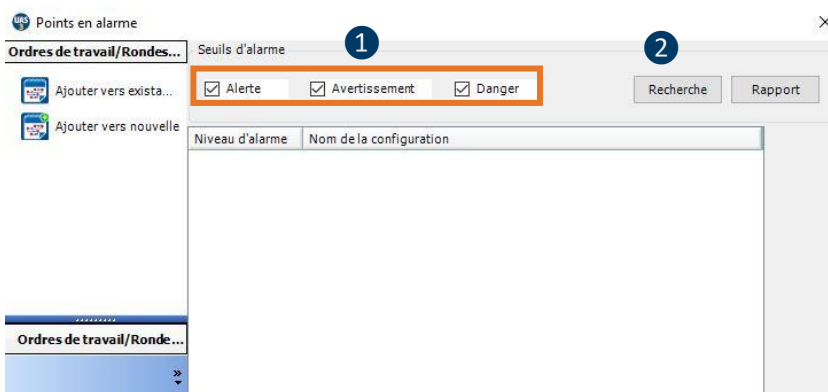 UAS
Points en alarme
Ordres de travail/Rondes...
Ajouter vers exista...
Ajouter vers nouvelle
Seuils d'alarme
1
2
Alerte Avertissement Danger
Recherche Rapport
Niveau d'alarme Nom de la configuration
Ordres de travail/Ronde...